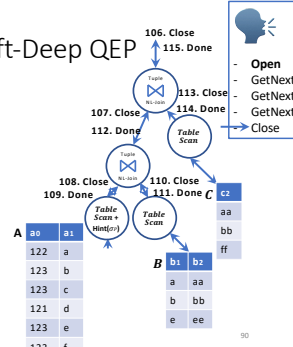 ft-Deep QEP
106. Close
115. Done
- Open
- GetNext
- GetNext
- GetNext
- Close
Tuple
NL-Join
113. Close
114. Done
107. Close
112. Done
Table
Scan
Tuple
NL-Join
108. Close
109. Done
110. Close
111. Done
C
c2
aa
bb
ff
Table
Scan +
Table
Scan
A
a0 a1
122 a
123 b
123 c
121 d
123 e
123 f
B
b1 b2
a aa
b bb
e ee
90